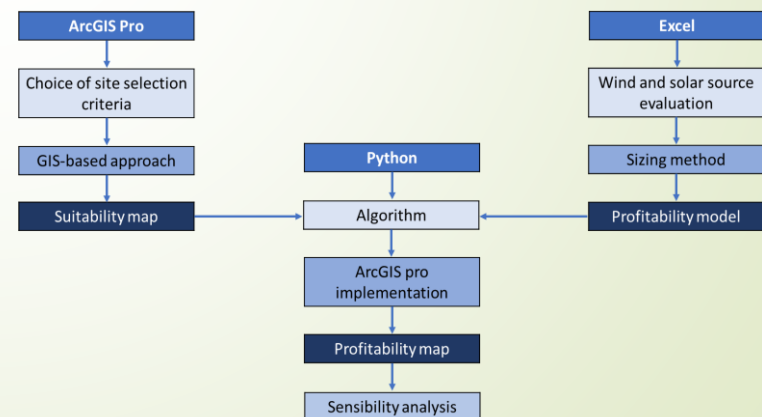 ArcGIS Pro
Choice of site selection
criteria
GIS-based approach
Suitability map
Python
Algorithm
ArcGIS pro
implementation
Profitability map
Sensibility analysis
Excel
Wind and solar source
evaluation
Sizing method
Profitability model